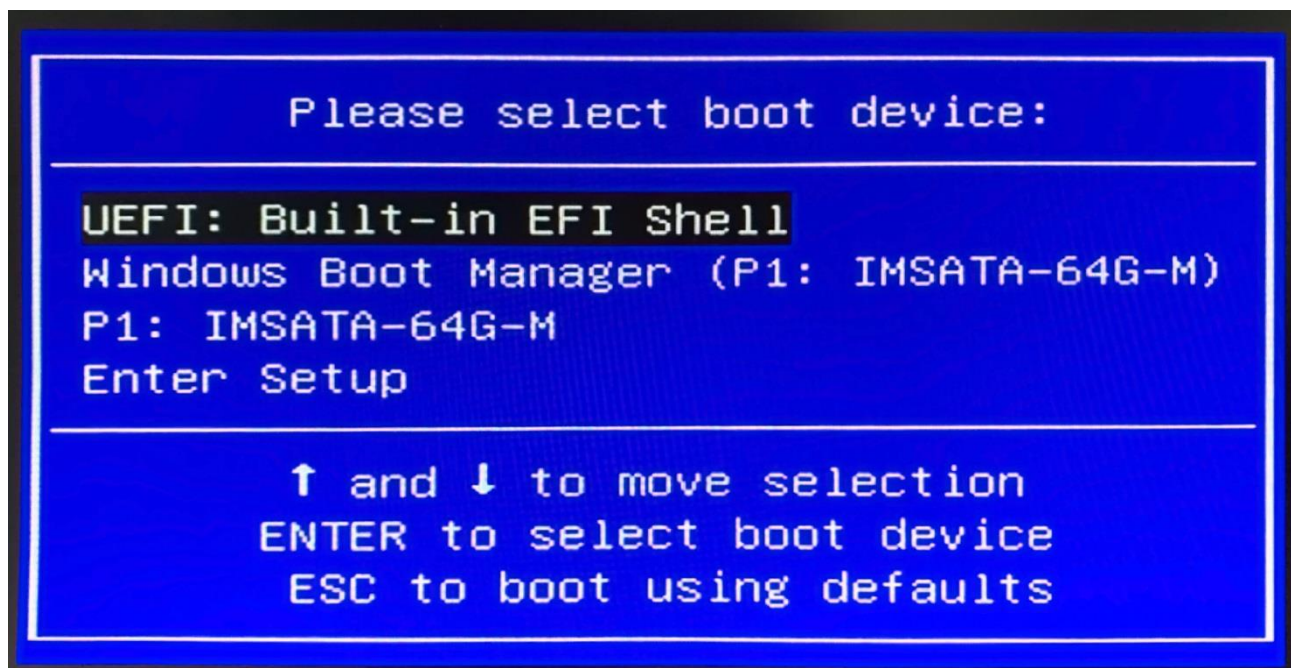 Please select boot device:
UEFI: Built-in EFI Shell
Windows Boot Manager (P1: IMSATA-64G-M)
P1: IMSATA-64G-M
Enter Setup
↑ and ↓ to move selection
ENTER to select boot device
ESC to boot using defaults